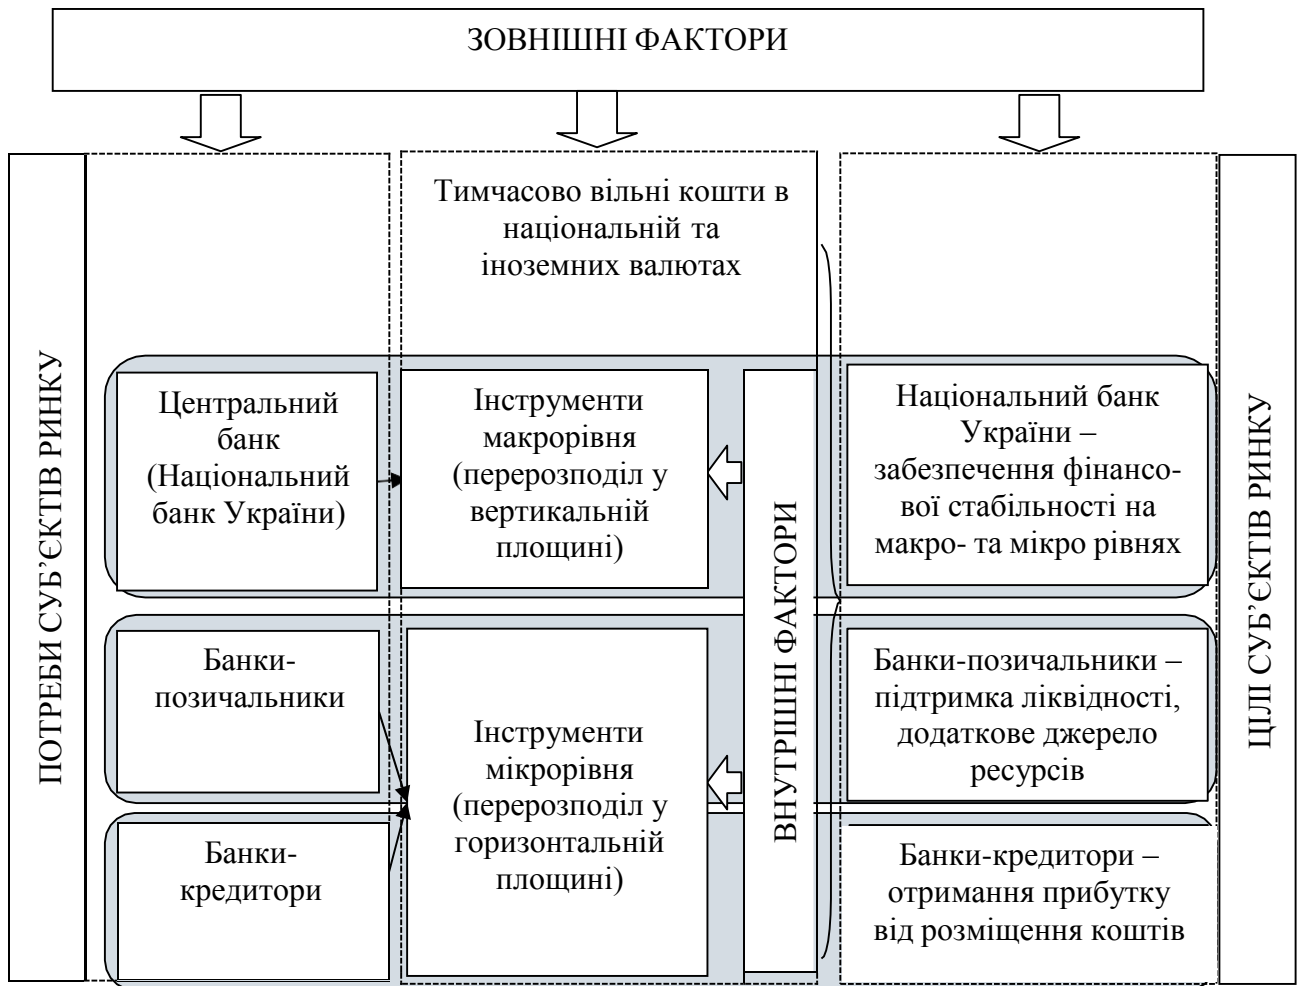 ЗОВНІШНІ ФАКТОРИ
ПОТРЕБИ СУБ’ЄКТІВ РИНКУ
Тимчасово вільні кошти в
національній та
іноземних валютах
Центральний
банк
(Національний
банк України)
Інструменти
макрорівня
(перерозподіл у
вертикальній
площині)
Національний банк
України –
забезпечення фінансо-
вої стабільності на
макро- та мікро рівнях
Банки-
позичальники
Інструменти
мікрорівня
(перерозподіл у
горизонтальній
площині)
ВНУТРІШНІ ФАКТОРИ
Банки-позичальники –
підтримка ліквідності,
додаткове джерело
ресурсів
Банки-
кредитори
Банки-кредитори –
отримання прибутку
від розміщення коштів
ЦІЛІ СУБ’ЄКТІВ РИНКУ